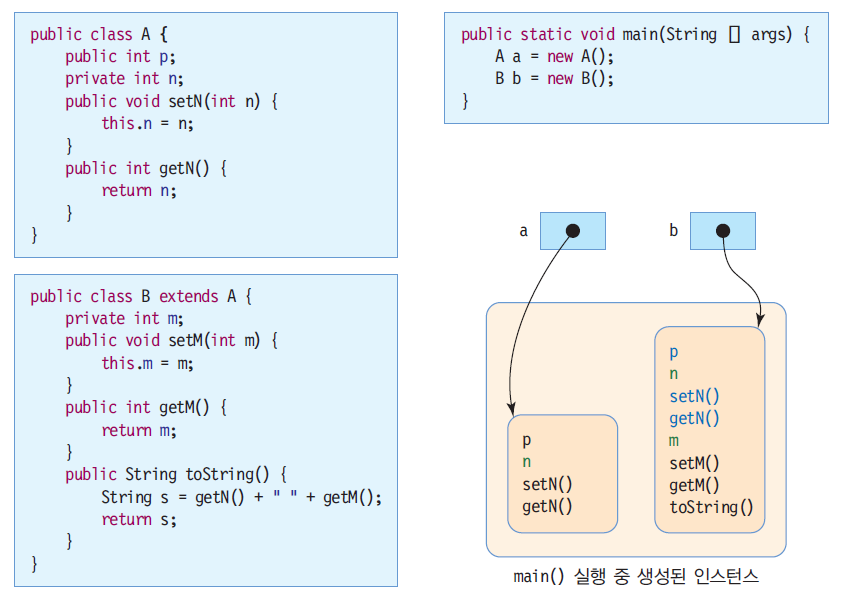 public class A {
public int p;
private int n;
public void setN(int n) {
this.n = n;
}
public int getN() {
return n;
}
}
public class B extends A {
private int m;
public void setM(int m) {
this.m = m;
}
public int getM() {
return m;
}
public String toString() {
String s = getN() + " " + getM();
return s;
}
}
public static void main(String [] args) {
A a = new A();
B b = new B();
}
a
b
p
n
setN()
getN()
p
n
setN()
getN()
m
setM()
getM()
toString()
main() 실행 중 생성된 인스턴스